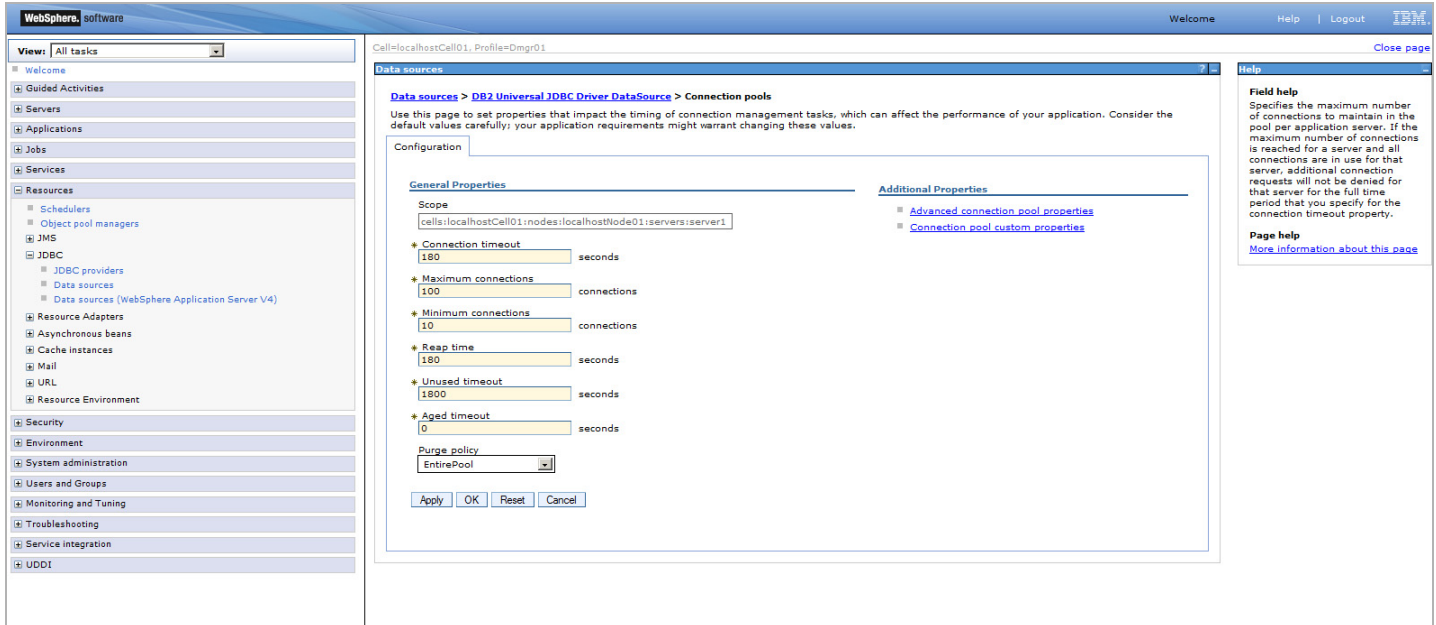 WebSphere. software
Welcome
Help | Logout
IBM.
View: All tasks
Welcome
Guided Activities
Servers
Applications
Jobs
Services
Resources
Schedulers
Object pool managers
JMS
JDBC
JDBC providers
Data sources
Data sources (WebSphere Application Server V4)
Resource Adapters
Asynchronous beans
Cache instances
Mail
URL
Resource Environment
Security
Environment
System administration
Users and Groups
Monitoring and Tuning
Troubleshooting
Service integration
UDDI
Cell=localhostCell01, Profile=Dmgr01
Close page
Data sources
? _
Data sources > DB2 Universal JDBC Driver DataSource > Connection pools
Use this page to set properties that impact the timing of connection management tasks, which can affect the performance of your application. Consider the
default values carefully; your application requirements might warrant changing these values.
Configuration
General Properties
Scope
cells:localhostCell01:nodes:localhostNode01:servers:server1
* Connection timeout
180 seconds
* Maximum connections
100 connections
* Minimum connections
10 connections
* Reap time
180 seconds
* Unused timeout
1800 seconds
* Aged timeout
0 seconds
Purge policy
EntirePool
Apply OK Reset Cancel
Additional Properties
Advanced connection pool properties
Connection pool custom properties
Help
Field help
Specifies the maximum number
of connections to maintain in the
pool per application server. If the
maximum number of connections
is reached for a server and all
connections are in use for that
server, additional connection
requests will not be denied for
that server for the full time
period that you specify for the
connection timeout property.
Page help
More information about this page